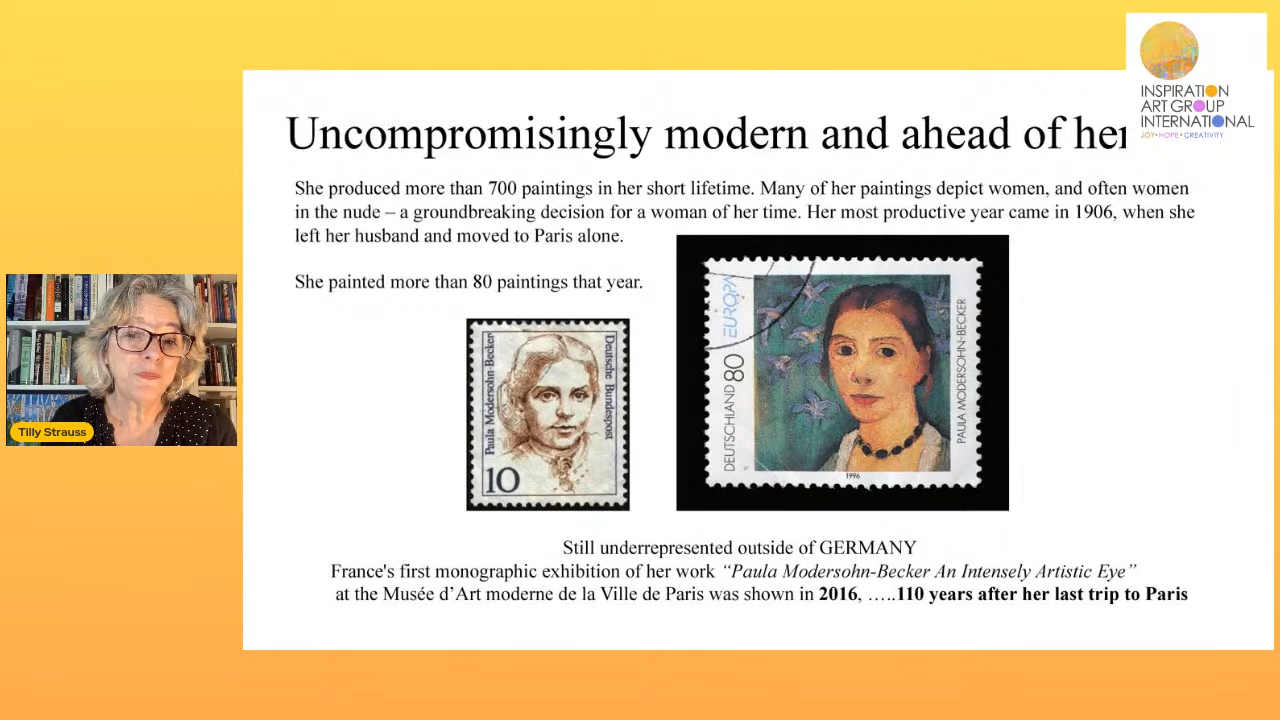 INSPIRATION
ART GROUP
INTERNATIONAL
JOY•HOPE•CREATIVITY
Uncompromisingly modern and ahead of her
She produced more than 700 paintings in her short lifetime. Many of her paintings depict women, and often women
in the nude – a groundbreaking decision for a woman of her time. Her most productive year came in 1906, when she
left her husband and moved to Paris alone.
She painted more than 80 paintings that year.
Tilly Strauss
Paula Modersohn-Becker
Deutsche Bundespost
10
DEUTSCHLAND 80 EUROPA
PAULA MODERSOHN-BECKER
1996
Still underrepresented outside of GERMANY
France's first monographic exhibition of her work “Paula Modersohn-Becker An Intensely Artistic Eye”
at the Musée d’Art moderne de la Ville de Paris was shown in 2016, …..110 years after her last trip to Paris